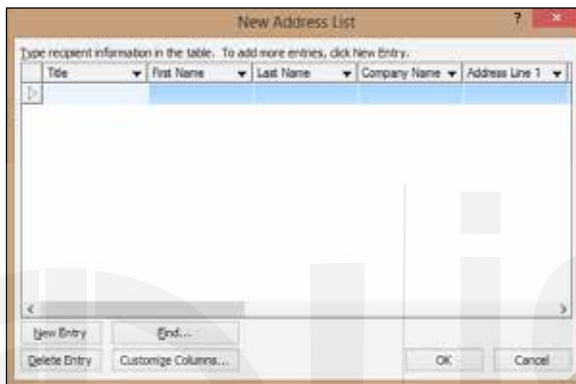 New Address List
?
Type recipient information in the table. To add more entries, click New Entry.
Title First Name Last Name Company Name Address Line 1
New Entry Find...
Delete Entry Customize Columns... OK Cancel